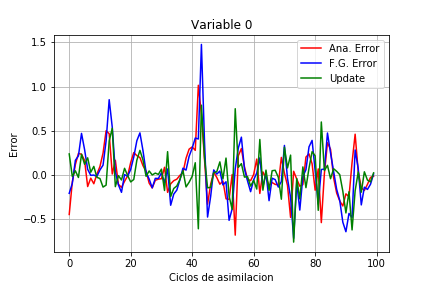 Variable 0
Ana. Error
F.G. Error
Update
Error
1.5
1.0
0.5
0.0
−0.5
0 20 40 60 80 100
Ciclos de asimilacion